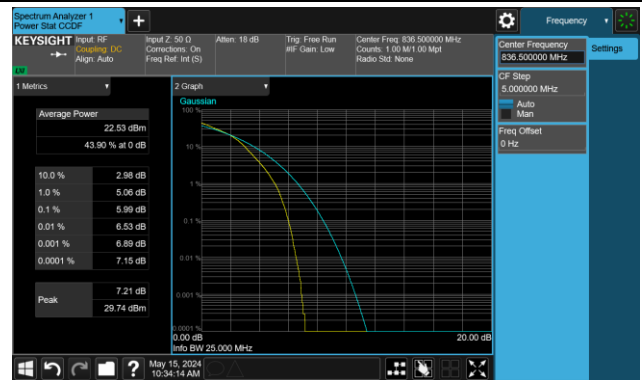 Spectrum Analyzer 1
Power Stat CCDF
Frequency
KEYSIGHT
Input: RF
Coupling: DC
Align: Auto
Input Z: 50 Ω
Corrections: On
Freq Ref: Int (S)
Atten: 18 dB
Trig: Free Run
#IF Gain: Low
Center Freq: 836.500000 MHz
Counts: 1.00 M/1.00 Mpt
Radio Std: None
LW
Center Frequency
836.500000 MHz
Settings
CF Step
5.000000 MHz
Auto
Man
Freq Offset
0 Hz
1 Metrics
Average Power
22.53 dBm
43.90 % at 0 dB
10.0 % 2.98 dB
1.0 % 5.06 dB
0.1 % 5.99 dB
0.01 % 6.53 dB
0.001 % 6.89 dB
0.0001 % 7.15 dB
Peak
7.21 dB
29.74 dBm
2 Graph
Gaussian
100 %
10 %
1 %
0.1 %
0.01 %
0.001 %
0.0001 %
0.00 dB
20.00 dB
Info BW 25.000 MHz
?
May 15, 2024
10:34:14 AM